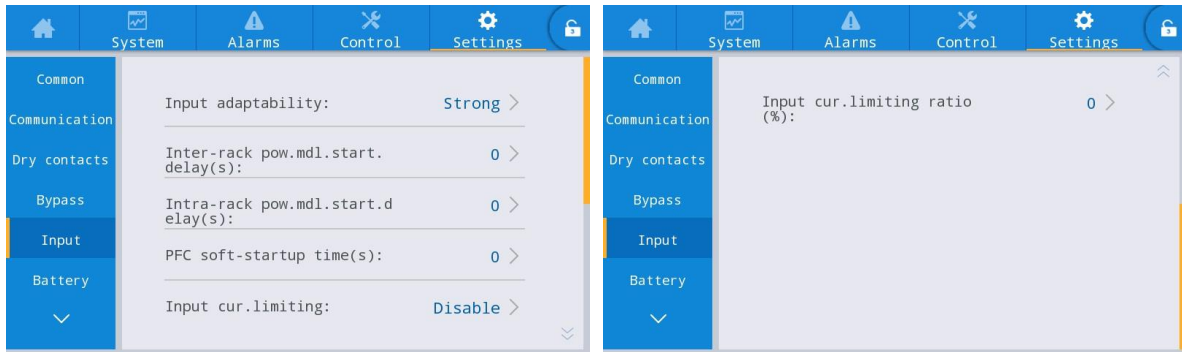 System Alarms Control Settings
3
Common
Communication
Dry contacts
Bypass
Input
Battery
Input adaptability: Strong
Inter-rack pow.mdl.start.
delay(s): 0
Intra-rack pow.mdl.start.d
elay(s): 0
PFC soft-startup time(s): 0
Input cur.limiting: Disable
System Alarms Control Settings
3
Common
Communication
Dry contacts
Bypass
Input
Battery
Input cur.limiting ratio
(%): 0